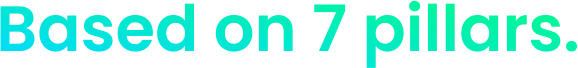 Based on 7 pillars.